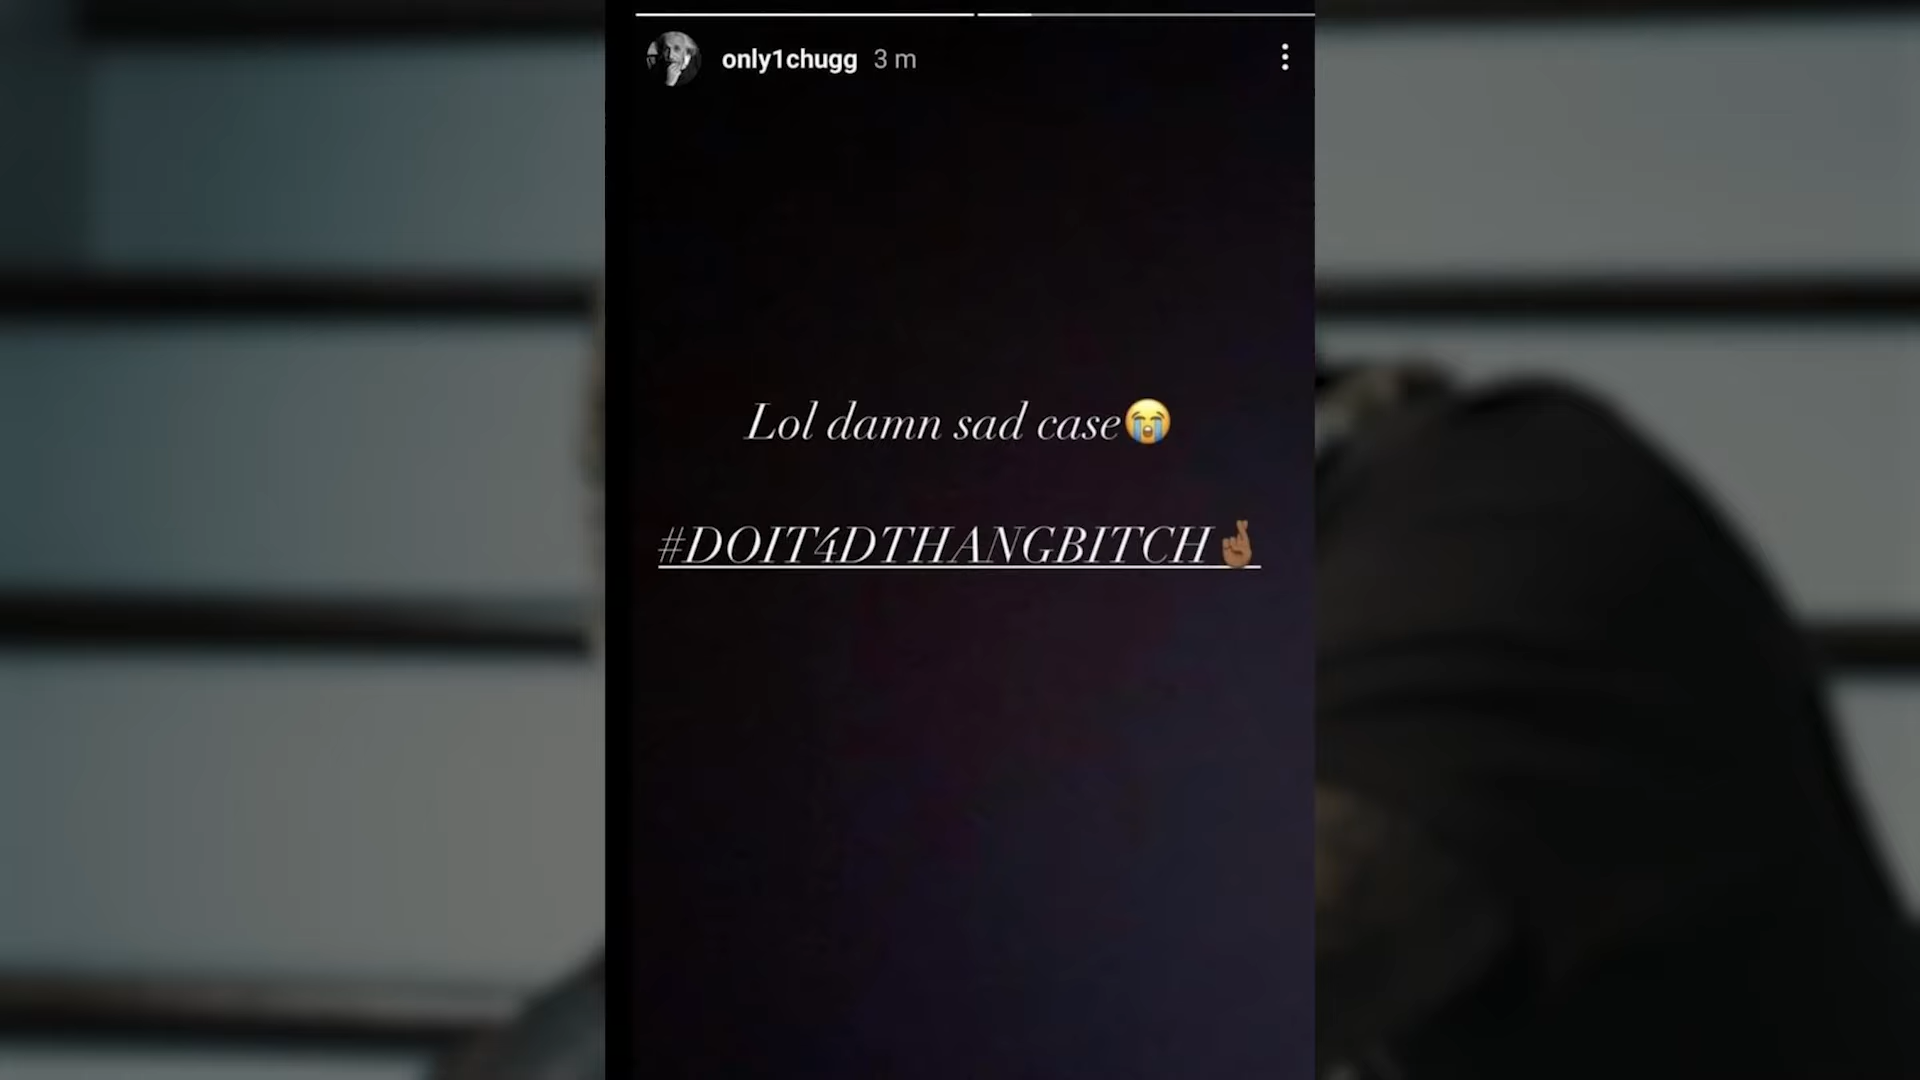 only1chugg 3 m
Lol damn sad case😭
#DOIT4DTHANGBITCH🤞🏾